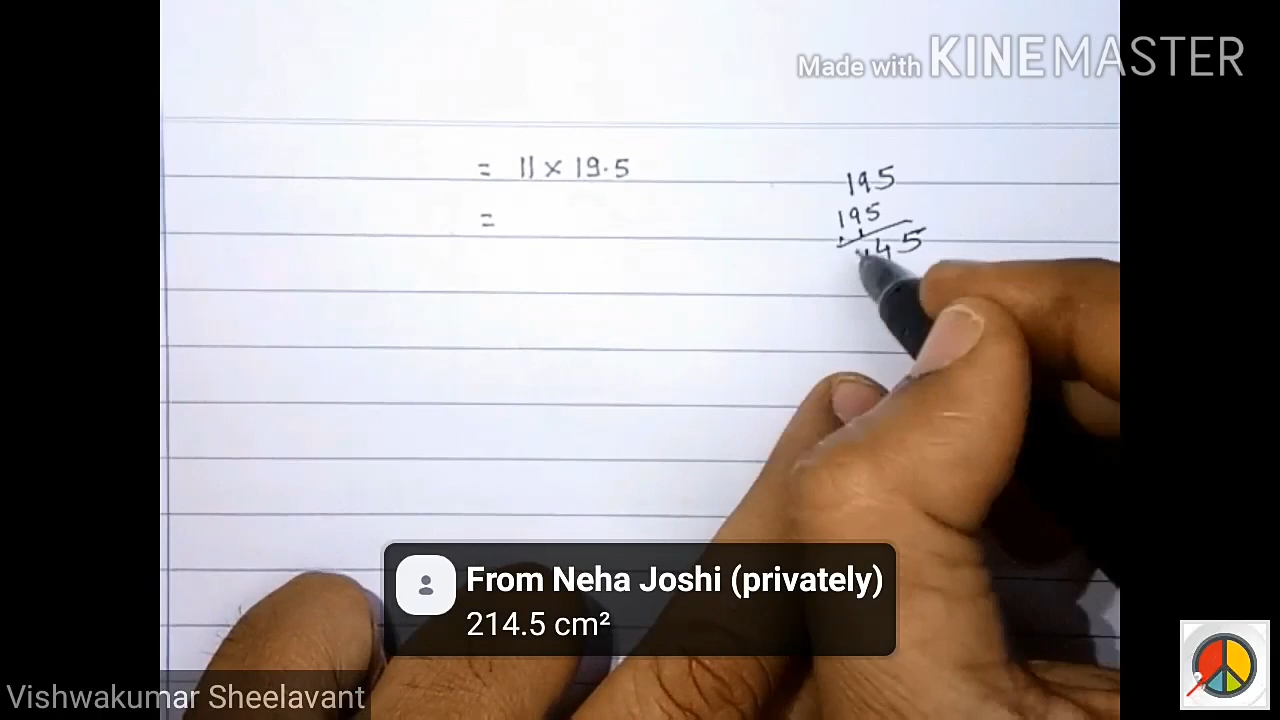 Made with KINEMASTER
= 11 × 19.5
=
195
195
45
From Neha Joshi (privately)
214.5 cm²
Vishwakumar Sheelavant